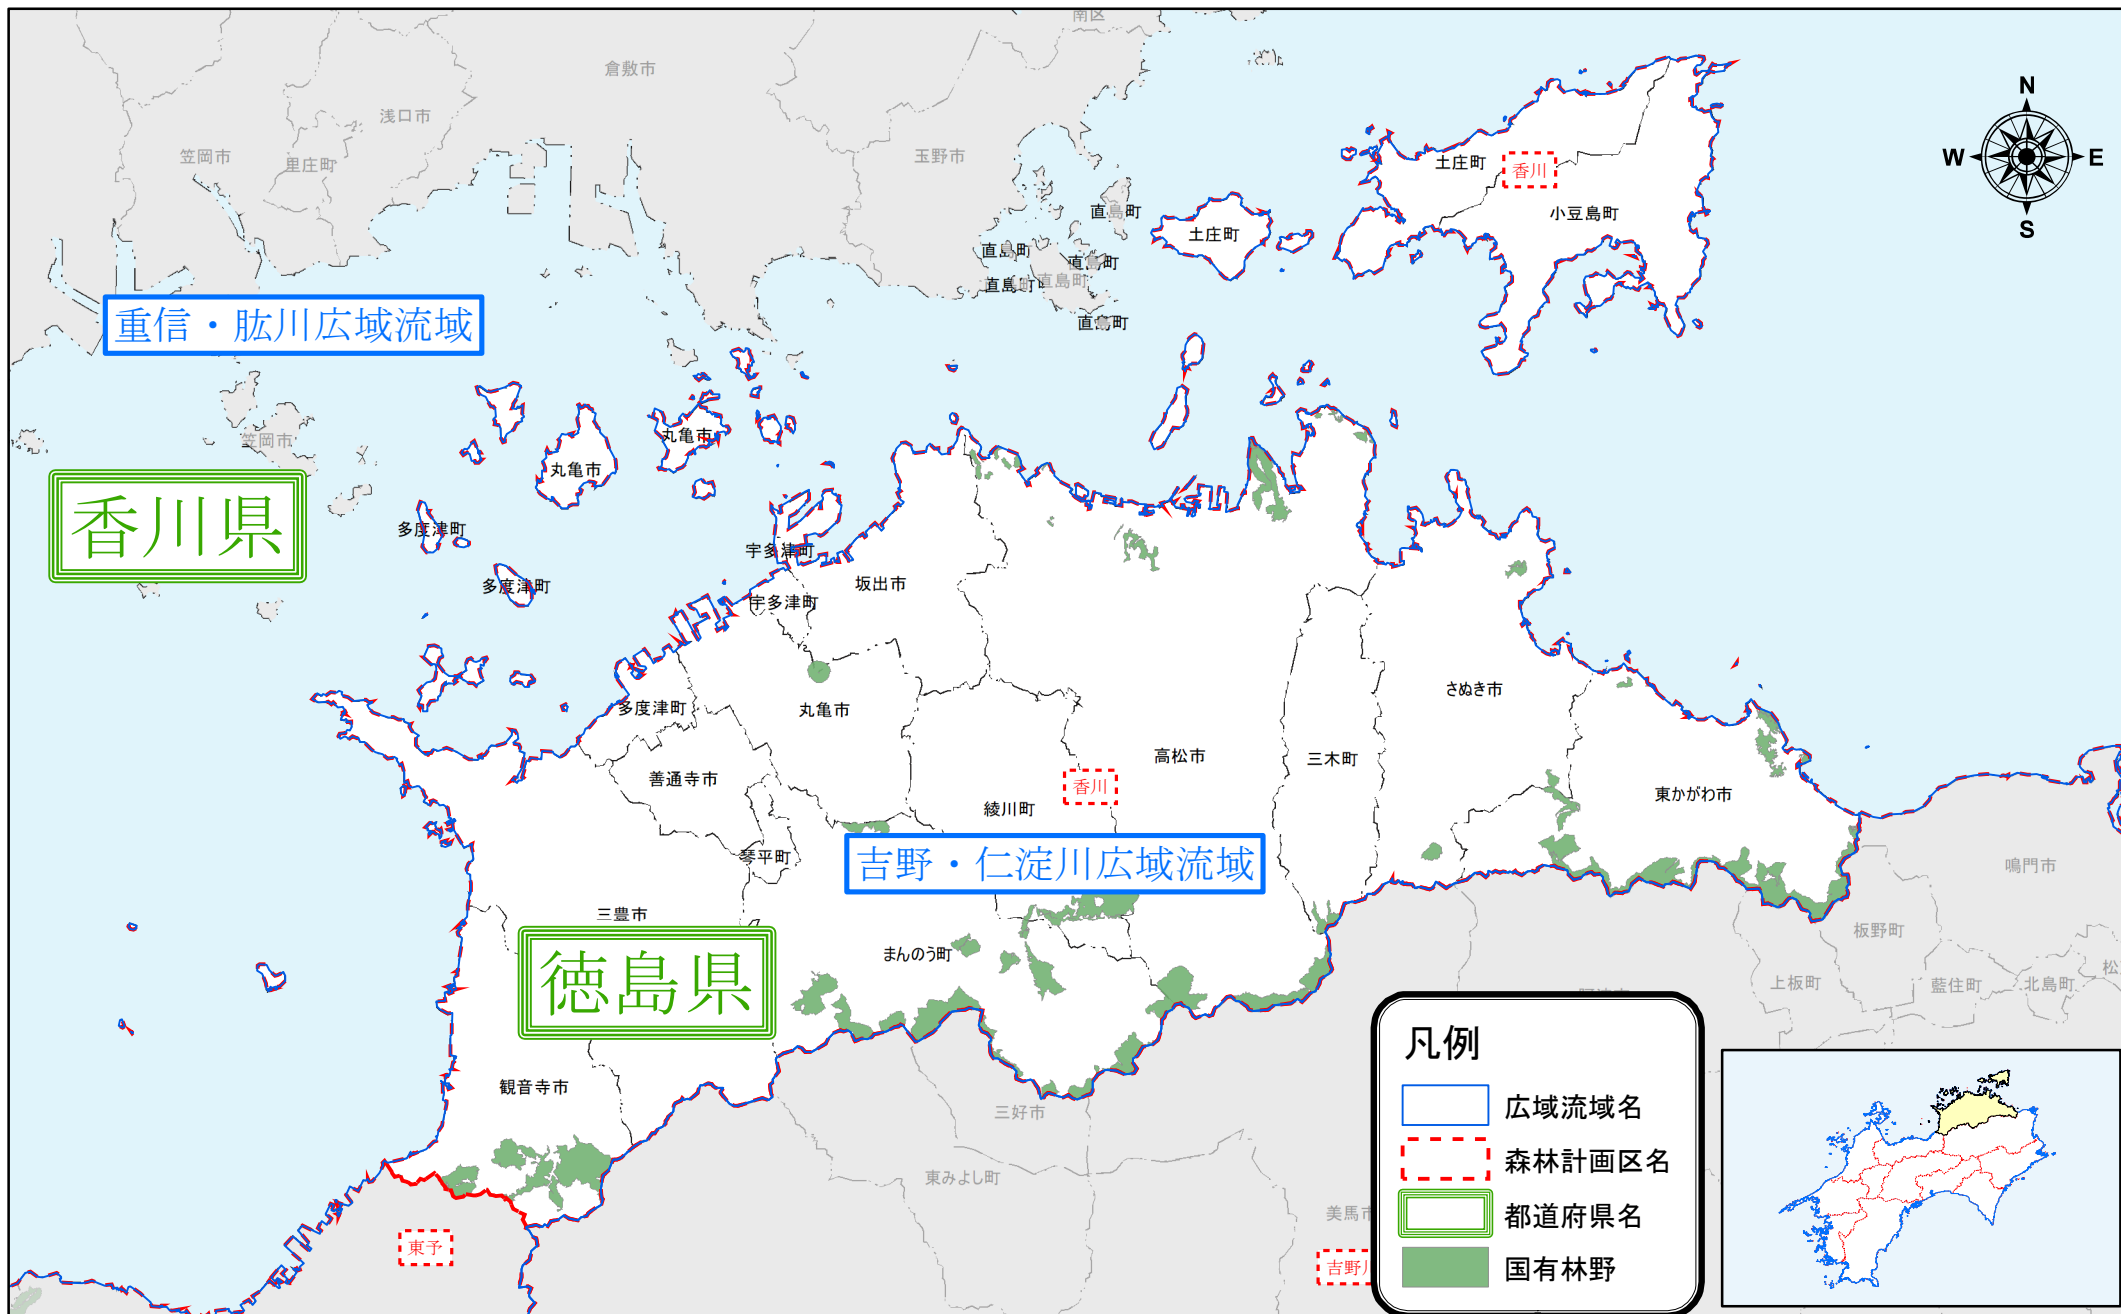 南区
倉敷市
浅口市
笠岡市
里庄町
玉野市
N
W
E
S
土庄町
香川
小豆島町
直島町
土庄町
直島町
直島町
直島町
直島町
直島町
重信・肱川広域流域
笠岡市
丸亀市
丸亀市
香川県
多度津町
宇多津町
多度津町
坂出市
宇多津町
さぬき市
多度津町
丸亀市
高松市
三木町
善通寺市
香川
東かがわ市
綾川町
琴平町
吉野・仁淀川広域流域
鳴門市
三豊市
板野町
まんのう町
徳島県
上板町
藍住町
北島町
松
観音寺市
三好市
東みよし町
美馬市
東予
吉野川
凡例
広域流域名
森林計画区名
都道府県名
国有林野